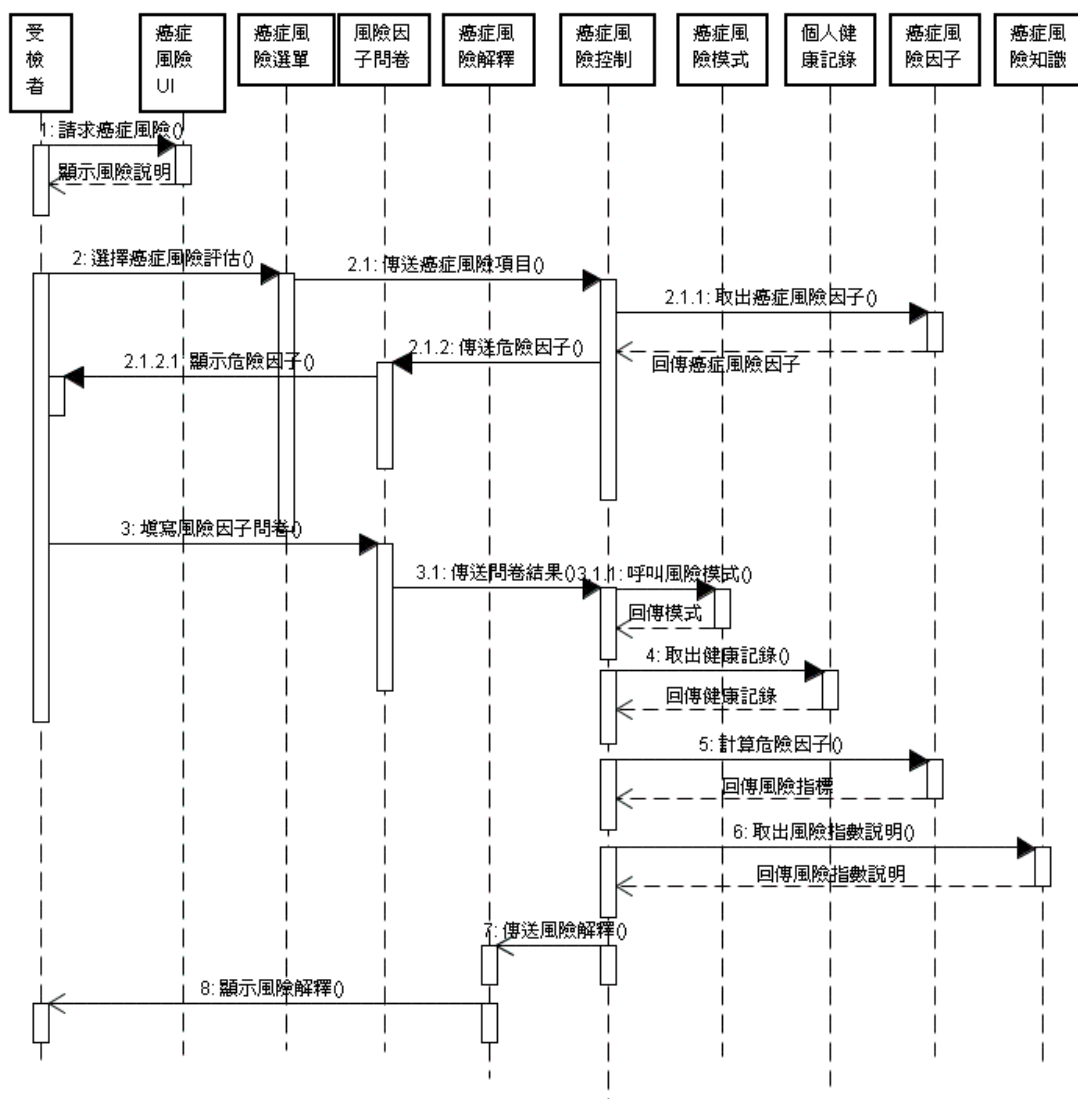 受
檢
者
癌症
風險
UI
癌症風
險選單
風險因
子問卷
癌症風
險解釋
癌症風
險控制
癌症風
險模式
個人健
康記錄
癌症風
險因子
癌症風
險知識
1: 請求癌症風險()
顯示風險說明
2: 選擇癌症風險評估()
2.1: 傳送癌症風險項目()
2.1.1: 取出癌症風險因子()
2.1.2: 傳送危險因子()
回傳癌症風險因子
2.1.2.1: 顯示危險因子()
3: 填寫風險因子問卷()
3.1: 傳送問卷結果()
3.1.1: 呼叫風險模式()
回傳模式
4: 取出健康記錄()
回傳健康記錄
5: 計算危險因子()
回傳風險指標
6: 取出風險指數說明()
回傳風險指數說明
7: 傳送風險解釋()
8: 顯示風險解釋()